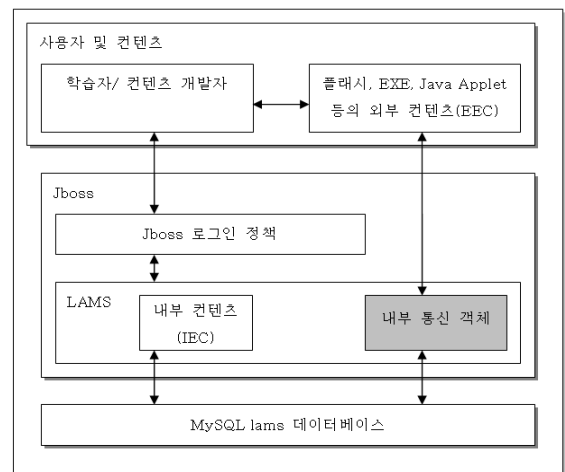 사용자 및 컨텐츠
학습자/ 컨텐츠 개발자
플래시, EXE, Java Applet
등의 외부 컨텐츠(EEC)
Jboss
Jboss 로그인 정책
LAMS
내부 컨텐츠
(IEC)
내부 통신 객체
MySQL lams 데이터베이스